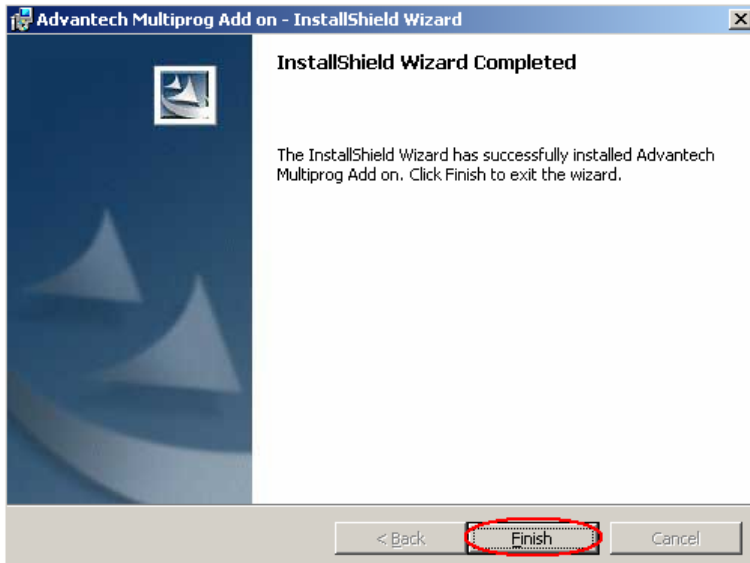 Advantech Multiprog Add on - InstallShield Wizard
InstallShield Wizard Completed
The InstallShield Wizard has successfully installed Advantech
Multiprog Add on. Click Finish to exit the wizard.
< Back
Finish
Cancel